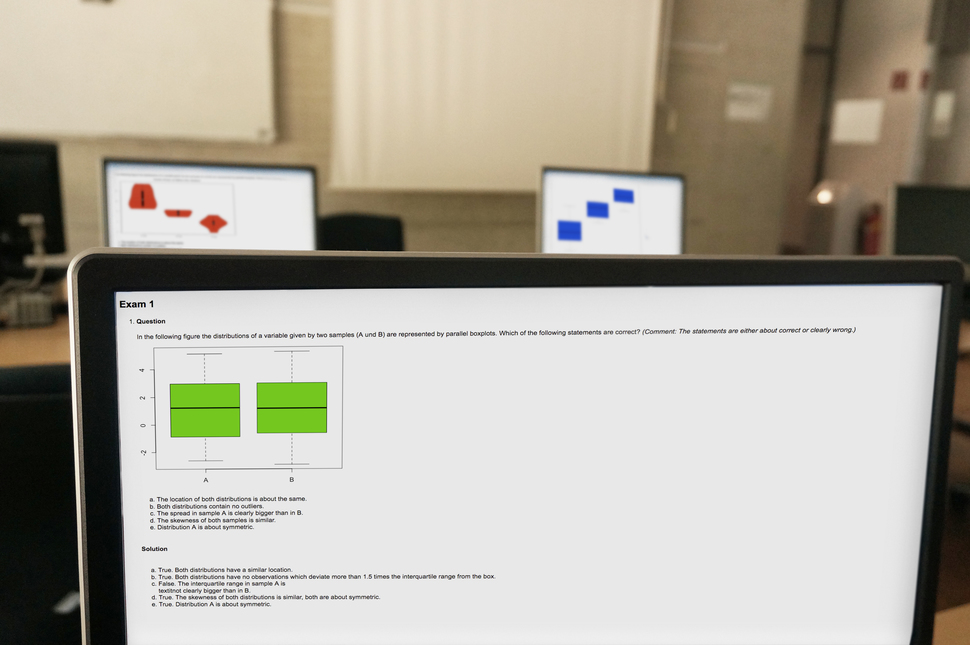 Exam 1
1. Question
In the following figure the distributions of a variable given by two samples (A und B) are represented by parallel boxplots. Which of the following statements are correct? (Comment: The statements are either about correct or clearly wrong.)
4
2
0
-2
A B
a. The location of both distributions is about the same.
b. Both distributions contain no outliers.
c. The spread in sample A is clearly bigger than in B.
d. The skewness of both samples is similar.
e. Distribution A is about symmetric.
Solution
a. True. Both distributions have a similar location.
b. True. Both distributions have no observations which deviate more than 1.5 times the interquartile range from the box.
c. False. The interquartile range in sample A is
textitnot clearly bigger than in B.
d. True. The skewness of both distributions is similar, both are about symmetric.
e. True. Distribution A is about symmetric.